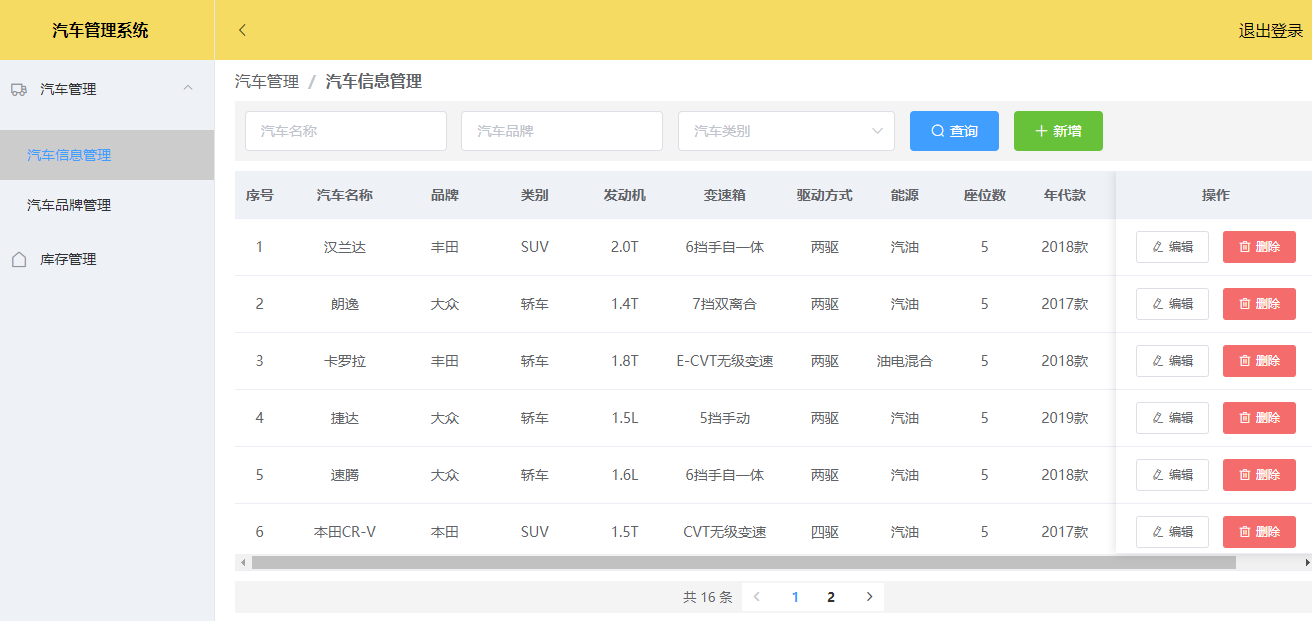 汽车管理系统
退出登录
汽车管理
汽车信息管理
汽车品牌管理
库存管理
汽车管理 / 汽车信息管理
汽车名称 汽车品牌 汽车类别 查询 新增
序号 汽车名称 品牌 类别 发动机 变速箱 驱动方式 能源 座位数 年代款 操作
1 汉兰达 丰田 SUV 2.0T 6挡手自一体 两驱 汽油 5 2018款 编辑 删除
2 朗逸 大众 轿车 1.4T 7挡双离合 两驱 汽油 5 2017款 编辑 删除
3 卡罗拉 丰田 轿车 1.8T E-CVT无级变速 两驱 油电混合 5 2018款 编辑 删除
4 捷达 大众 轿车 1.5L 5挡手动 两驱 汽油 5 2019款 编辑 删除
5 速腾 大众 轿车 1.6L 6挡手自一体 两驱 汽油 5 2018款 编辑 删除
6 本田CR-V 本田 SUV 1.5T CVT无级变速 四驱 汽油 5 2017款 编辑 删除
共 16 条 1 2